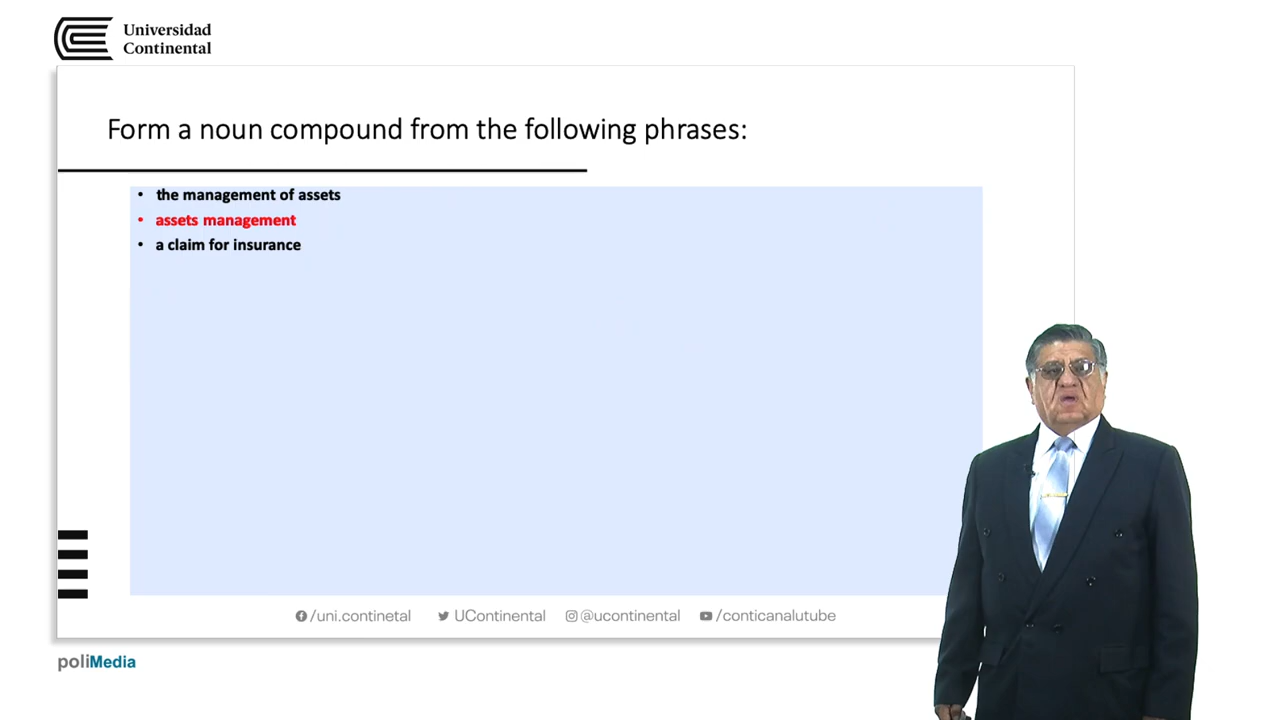 Universidad
Continental
Form a noun compound from the following phrases:
• the management of assets
• assets management
• a claim for insurance
/uni.continetal UContinental @ucontinental /conticanalutube
poliMedia